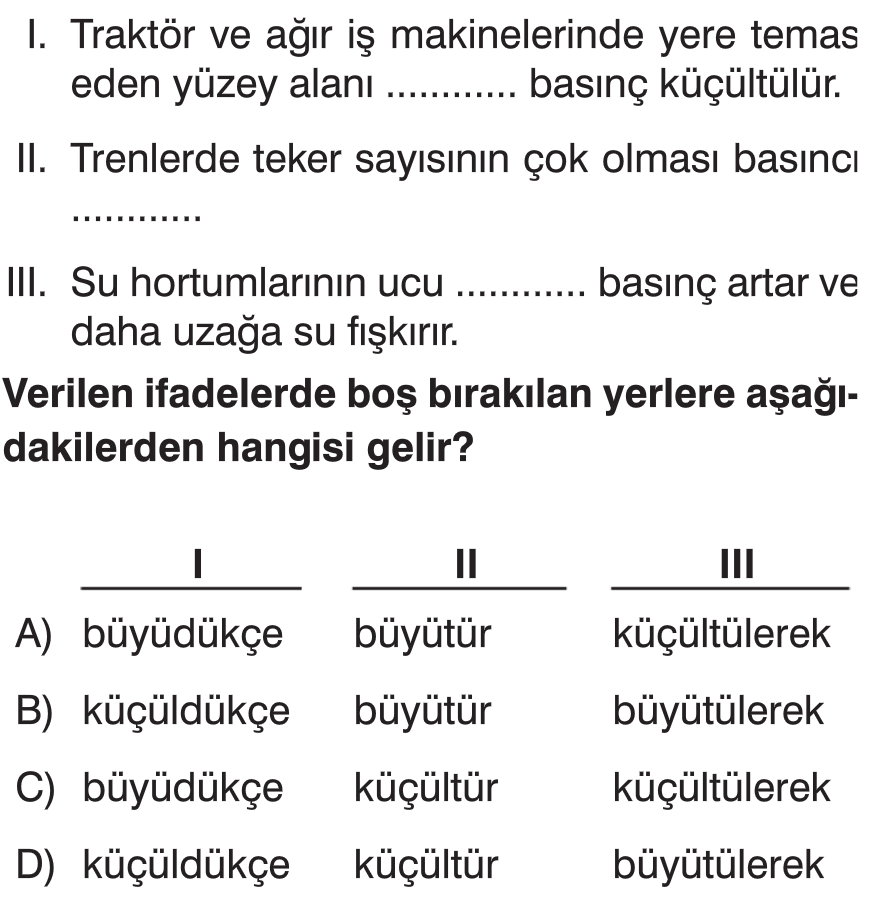 I. Traktör ve ağır iş makinelerinde yere temas
eden yüzey alanı ............ basınç küçültülür.
II. Trenlerde teker sayısının çok olması basıncı
............
III. Su hortumlarının ucu ............ basınç artar ve
daha uzağa su fışkırır.
Verilen ifadelerde boş bırakılan yerlere aşağı-
dakilerden hangisi gelir?
I II III
A) büyüdükçe büyütür küçültülerek
B) küçüldükçe büyütür büyütülerek
C) büyüdükçe küçültür küçültülerek
D) küçüldükçe küçültür büyütülerek